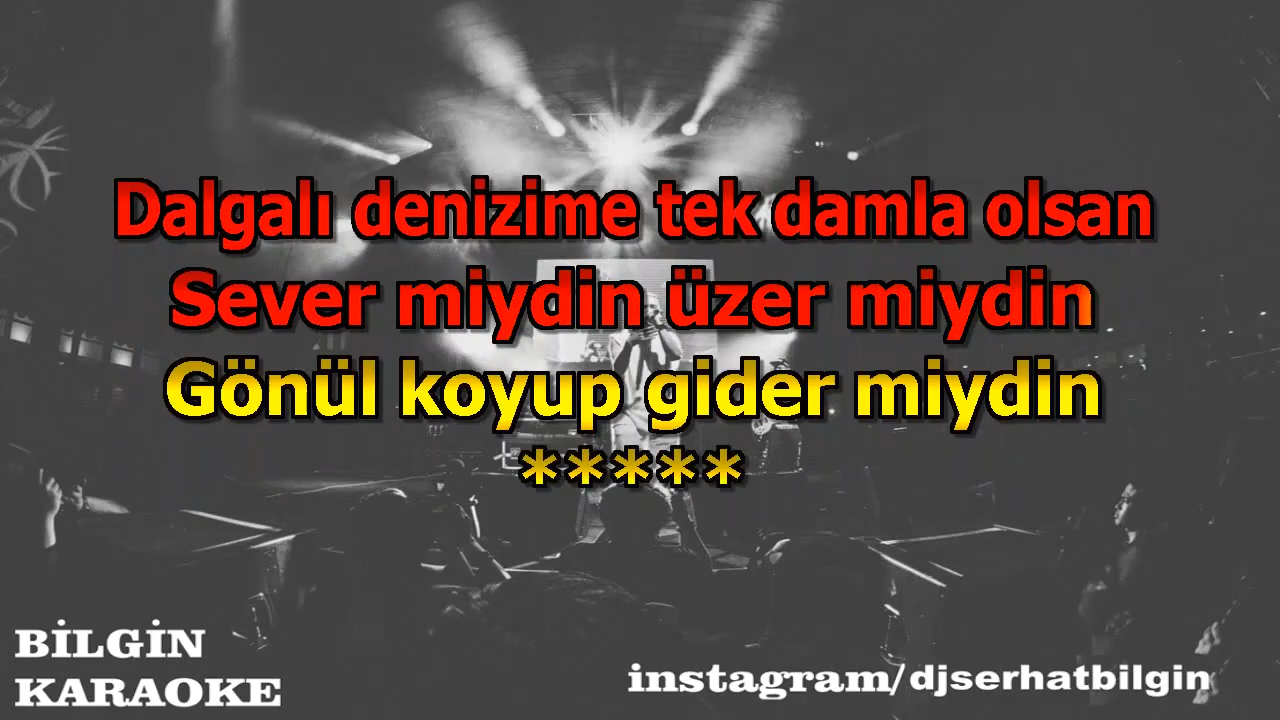 Dalgalı denizime tek damla olsan
Sever miydin üzer miydin
Gönül koyup gider miydin
*****
BİLGİN
KARAOKE
instagram/djserhatbilgin